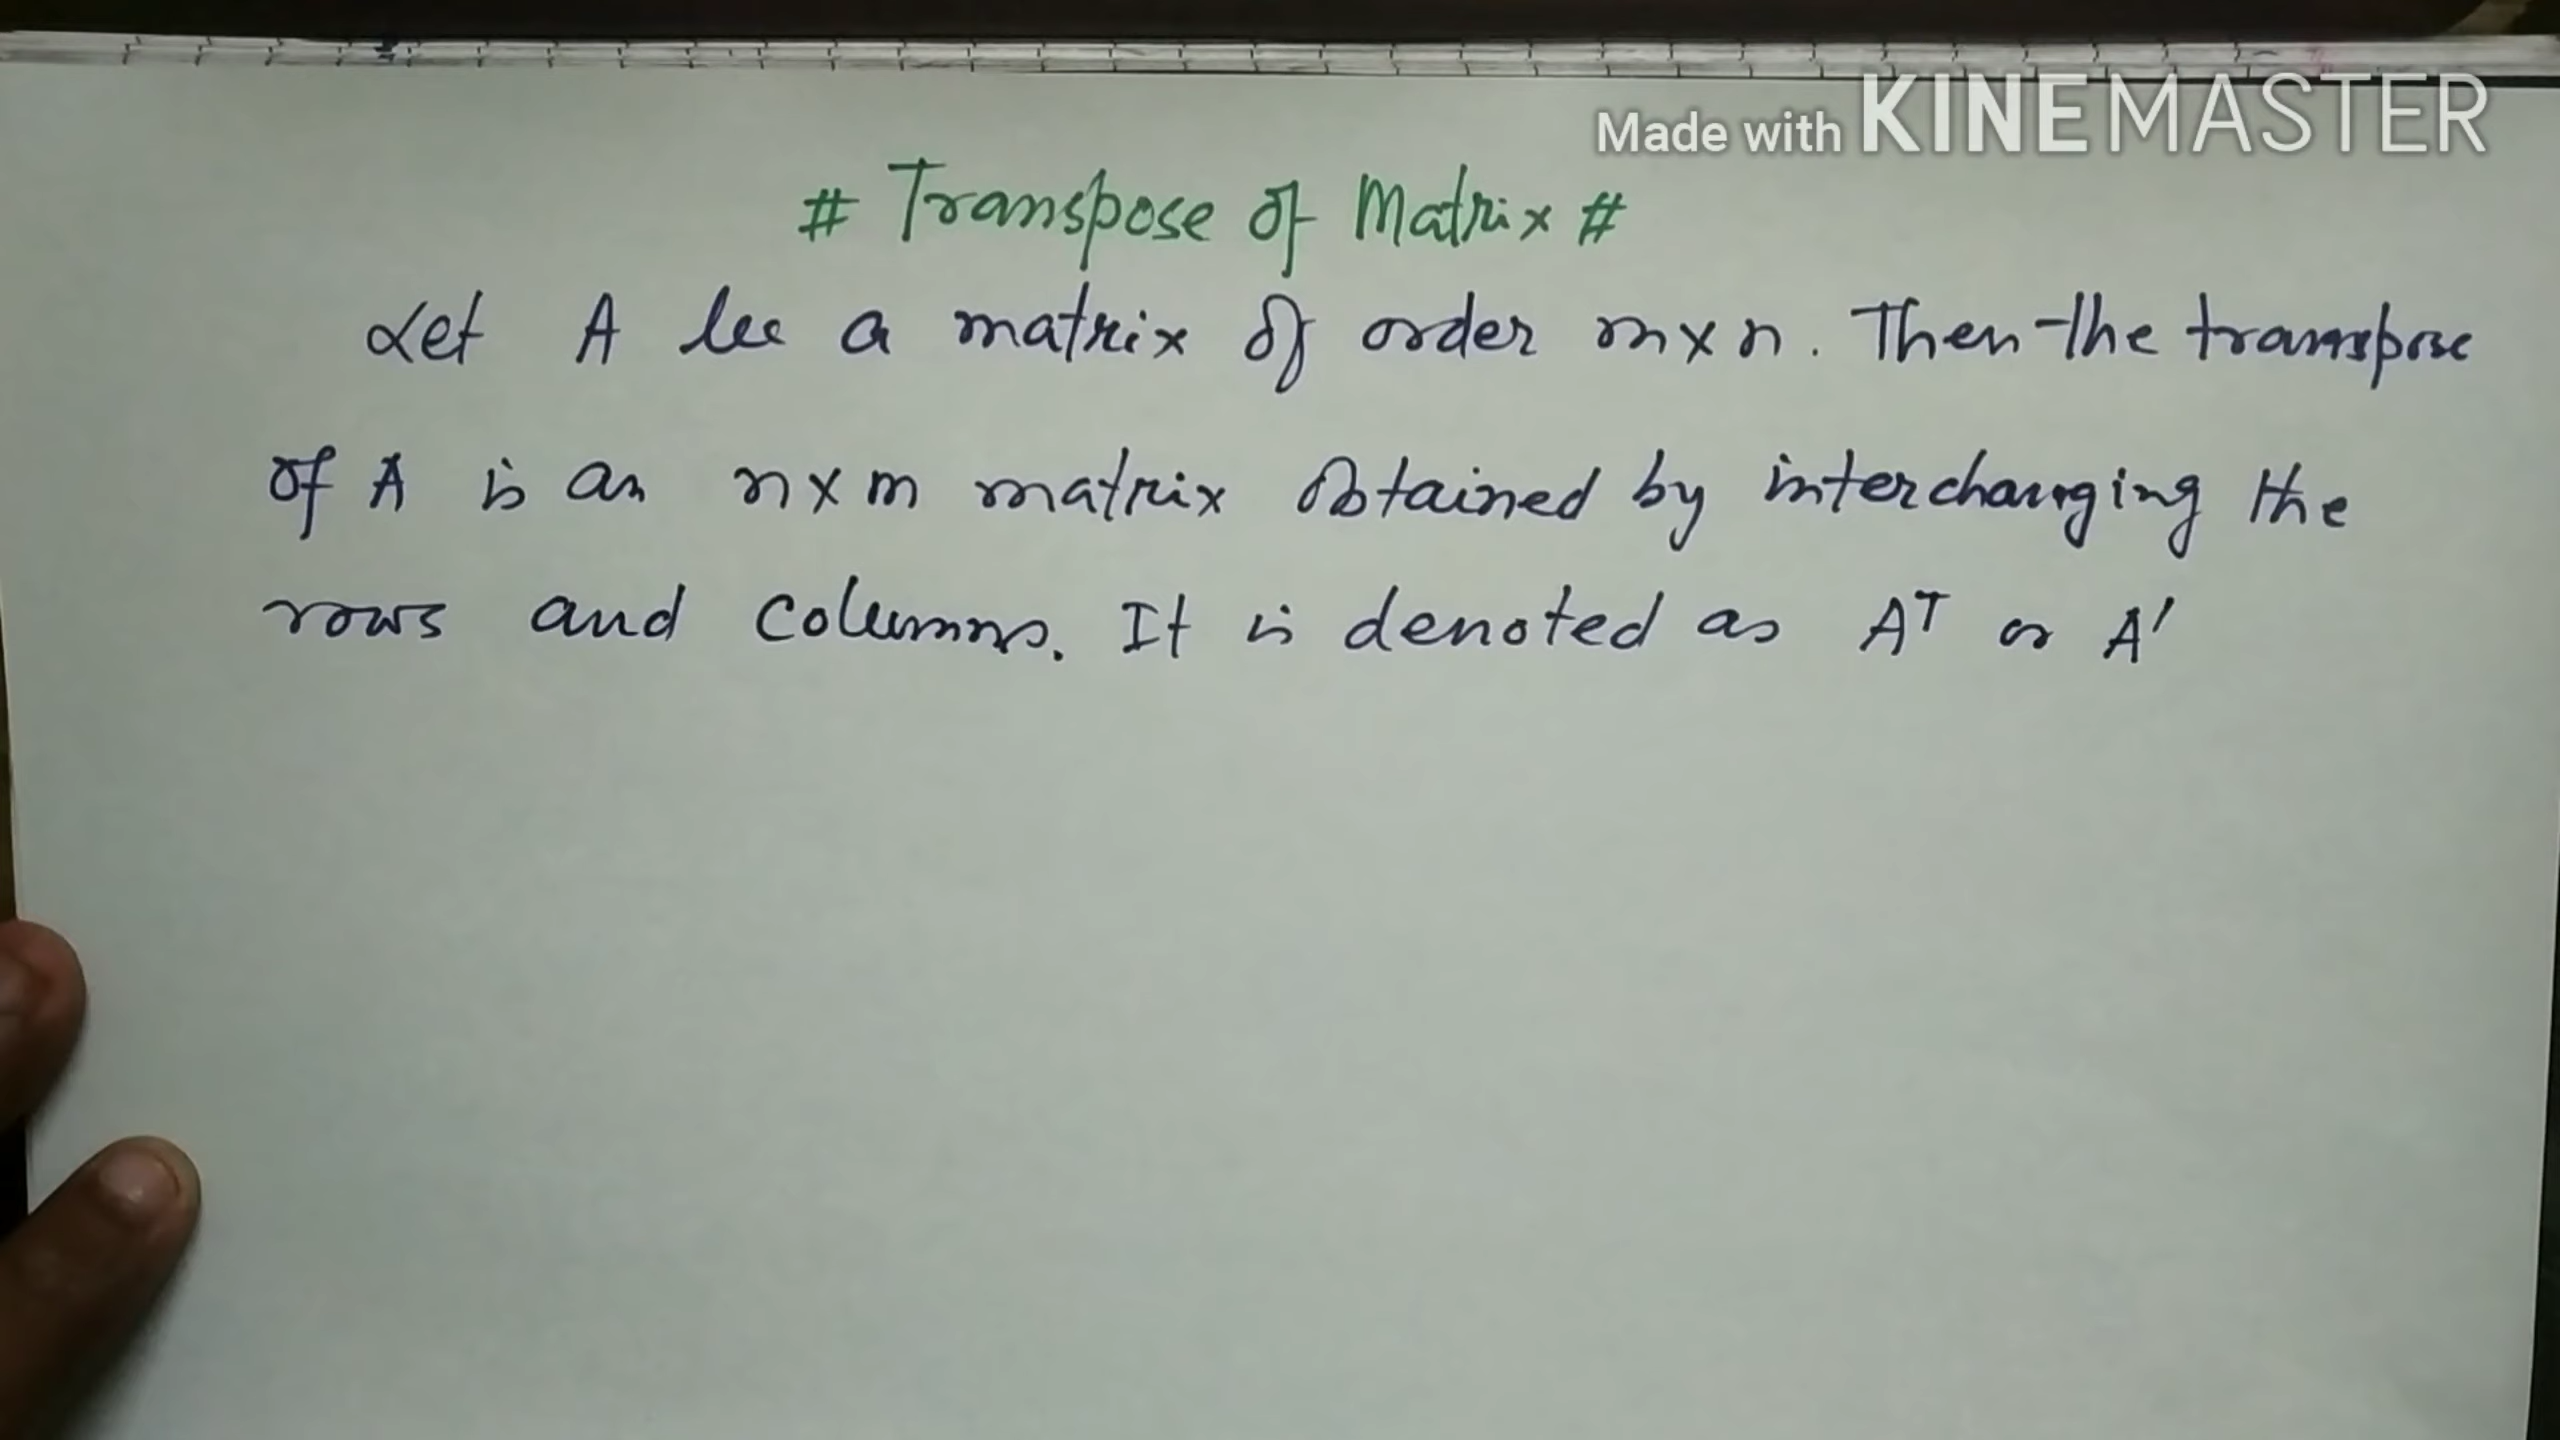 Made with KINEMASTER
# Transpose of Matrix #
Let A be a matrix of order m×n. Then the transpose
of A is an n×m matrix obtained by interchanging the
rows and columns. It is denoted as Aᵀ or A'